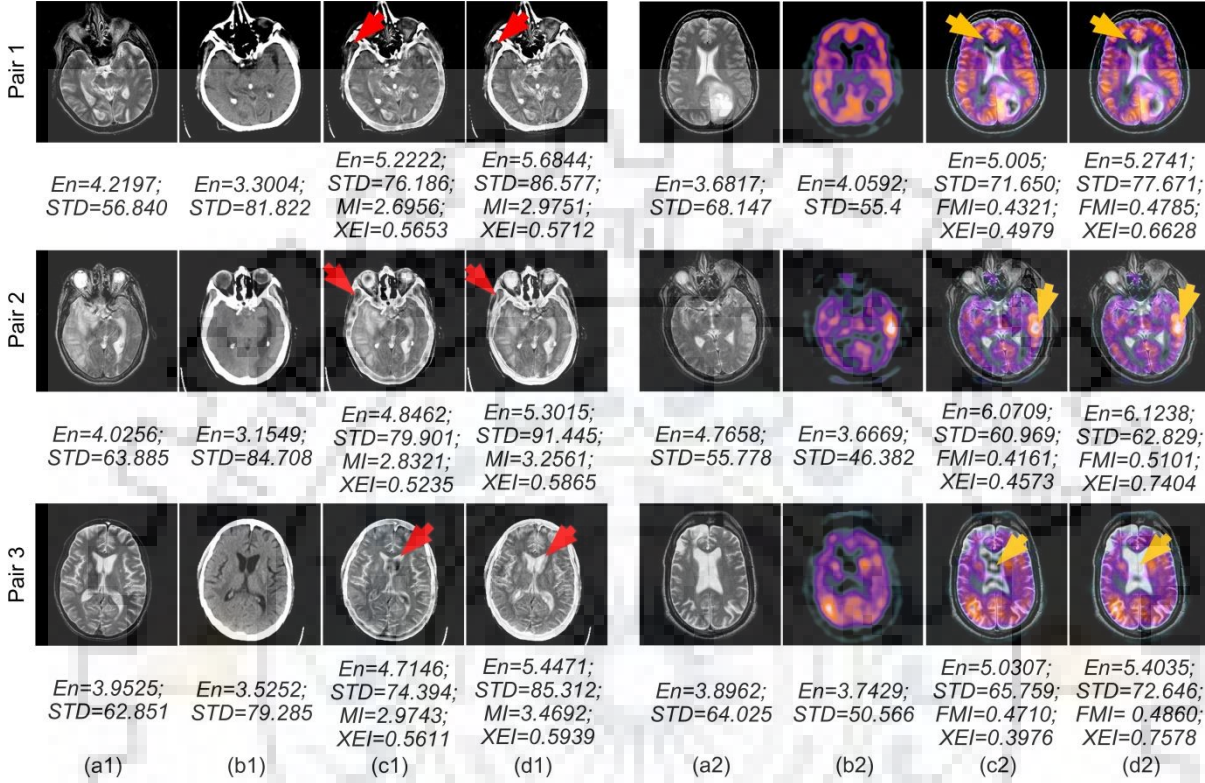 Pair 1
En=4.2197;
STD=56.840
En=3.3004;
STD=81.822
En=5.2222;
STD=76.186;
MI=2.6956;
XEI=0.5653
En=5.6844;
STD=86.577;
MI=2.9751;
XEI=0.5712
En=3.6817;
STD=68.147
En=4.0592;
STD=55.4
En=5.005;
STD=71.650;
FMI=0.4321;
XEI=0.4979
En=5.2741;
STD=77.671;
FMI=0.4785;
XEI=0.6628
Pair 2
En=4.0256;
STD=63.885
En=3.1549;
STD=84.708
En=4.8462;
STD=79.901;
MI=2.8321;
XEI=0.5235
En=5.3015;
STD=91.445;
MI=3.2561;
XEI=0.5865
En=4.7658;
STD=55.778
En=3.6669;
STD=46.382
En=6.0709;
STD=60.969;
FMI=0.4161;
XEI=0.4573
En=6.1238;
STD=62.829;
FMI=0.5101;
XEI=0.7404
Pair 3
En=3.9525;
STD=62.851
En=3.5252;
STD=79.285
En=4.7146;
STD=74.394;
MI=2.9743;
XEI=0.5611
En=5.4471;
STD=85.312;
MI=3.4692;
XEI=0.5939
En=3.8962;
STD=64.025
En=3.7429;
STD=50.566
En=5.0307;
STD=65.759;
FMI=0.4710;
XEI=0.3976
En=5.4035;
STD=72.646;
FMI= 0.4860;
XEI=0.7578
(a1)
(b1)
(c1)
(d1)
(a2)
(b2)
(c2)
(d2)